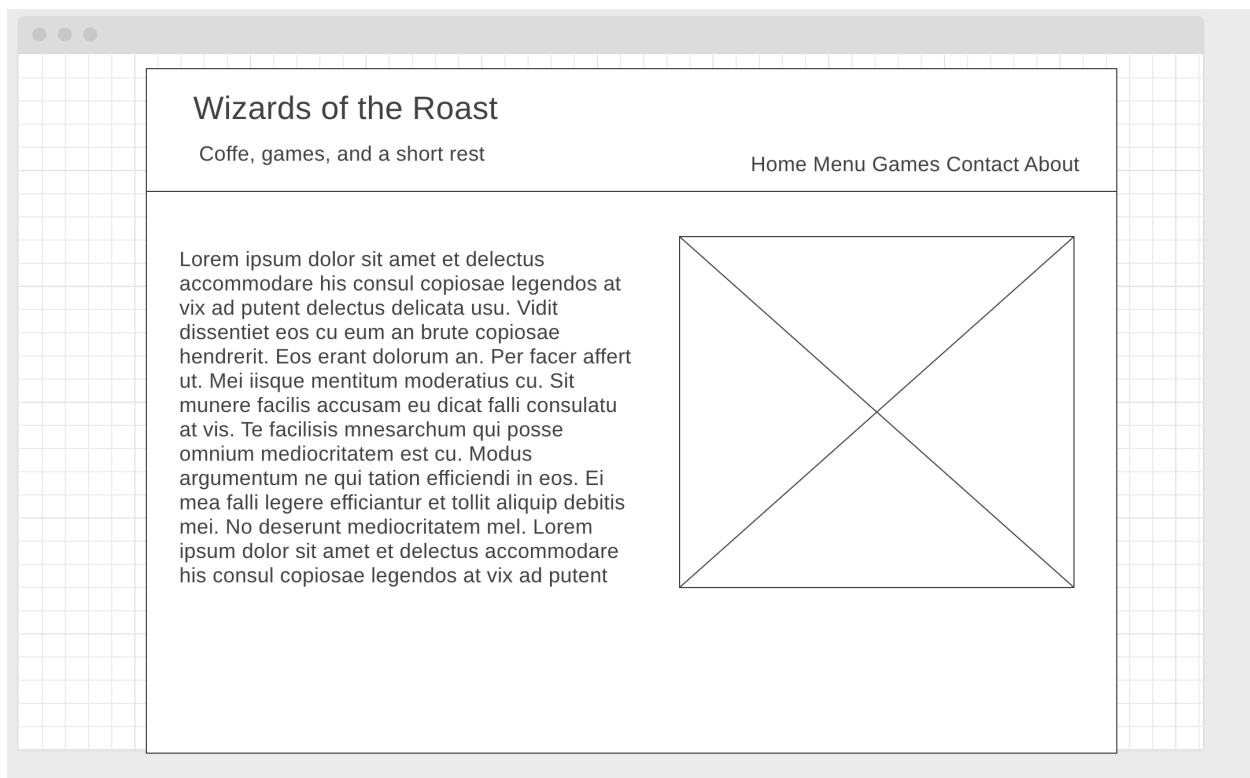 Wizards of the Roast
Coffe, games, and a short rest
Home Menu Games Contact About
Lorem ipsum dolor sit amet et delectus
accommodare his consul copiosae legendos at
vix ad putent delectus delicata usu. Vidit
dissentiet eos cu eum an brute copiosae
hendrerit. Eos erant dolorum an. Per facer affert
ut. Mei iisque mentitum moderatius cu. Sit
munere facilis accusam eu dicat falli consulatu
at vis. Te facilisis mnesarchum qui posse
omnium mediocritatem est cu. Modus
argumentum ne qui tation efficiendi in eos. Ei
mea falli legere efficiantur et tollit aliquip debitis
mei. No deserunt mediocritatem mel. Lorem
ipsum dolor sit amet et delectus accommodare
his consul copiosae legendos at vix ad putent